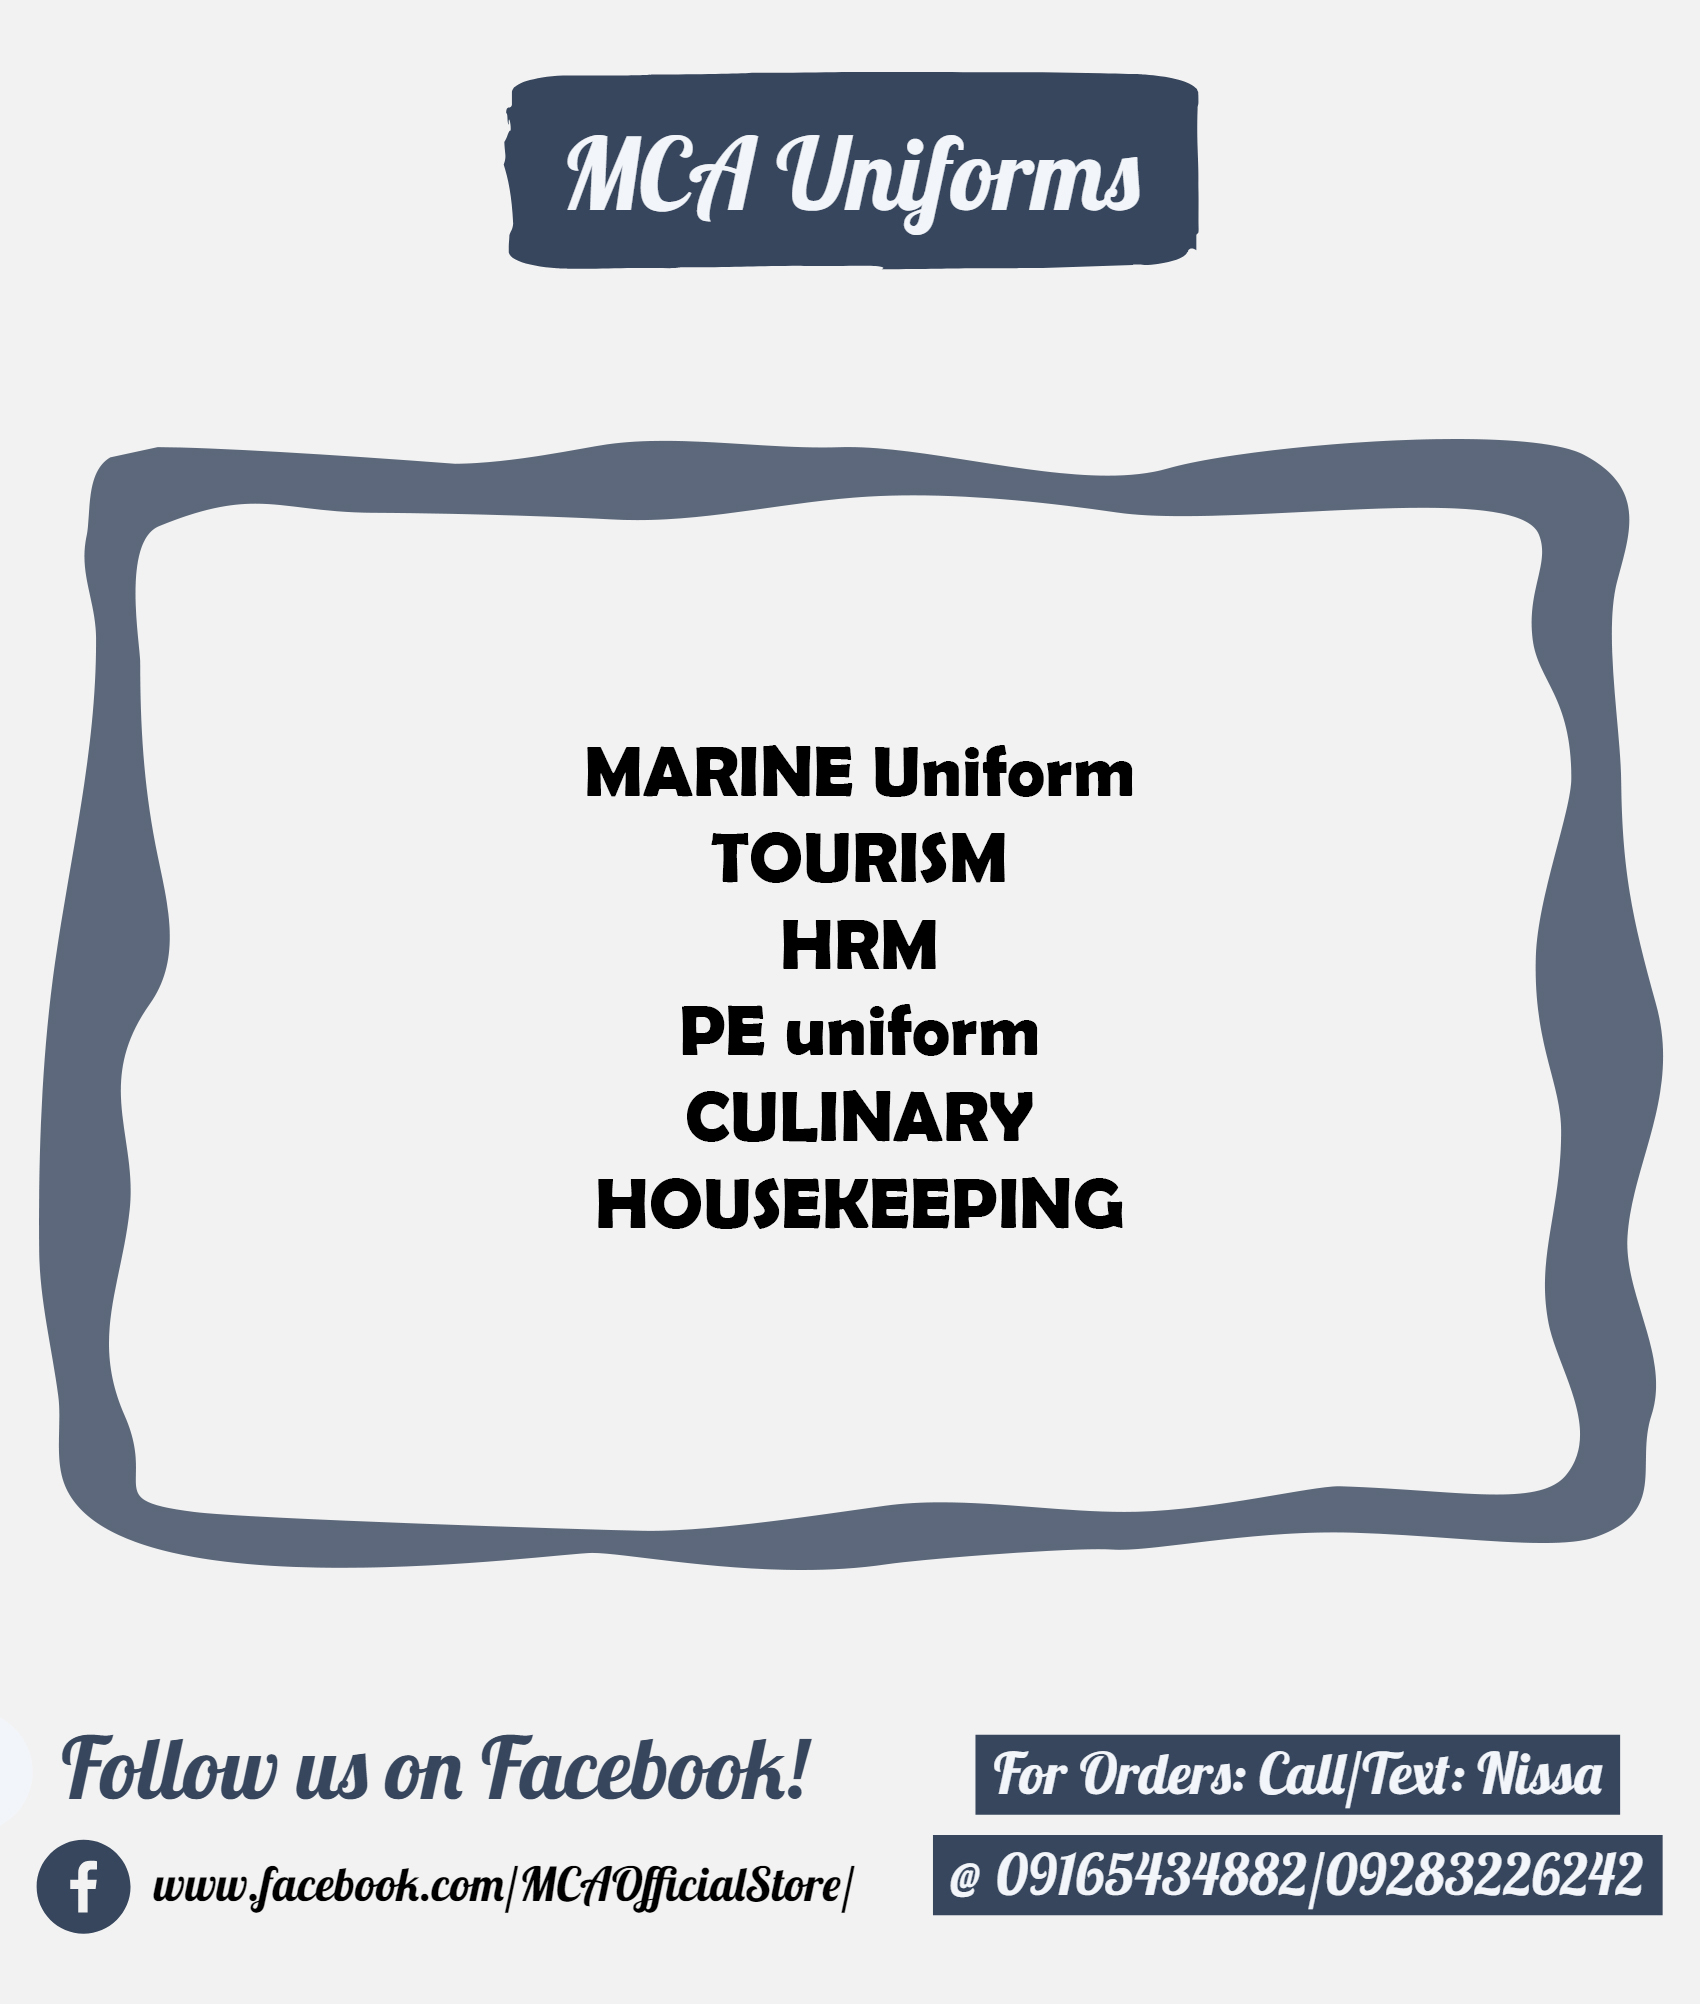 MCA Uniforms
MARINE Uniform
TOURISM
HRM
PE uniform
CULINARY
HOUSEKEEPING
Follow us on Facebook!
www.facebook.com/MCAOfficialStore/
For Orders: Call/Text: Nissa
@ 09165434882/09283226242